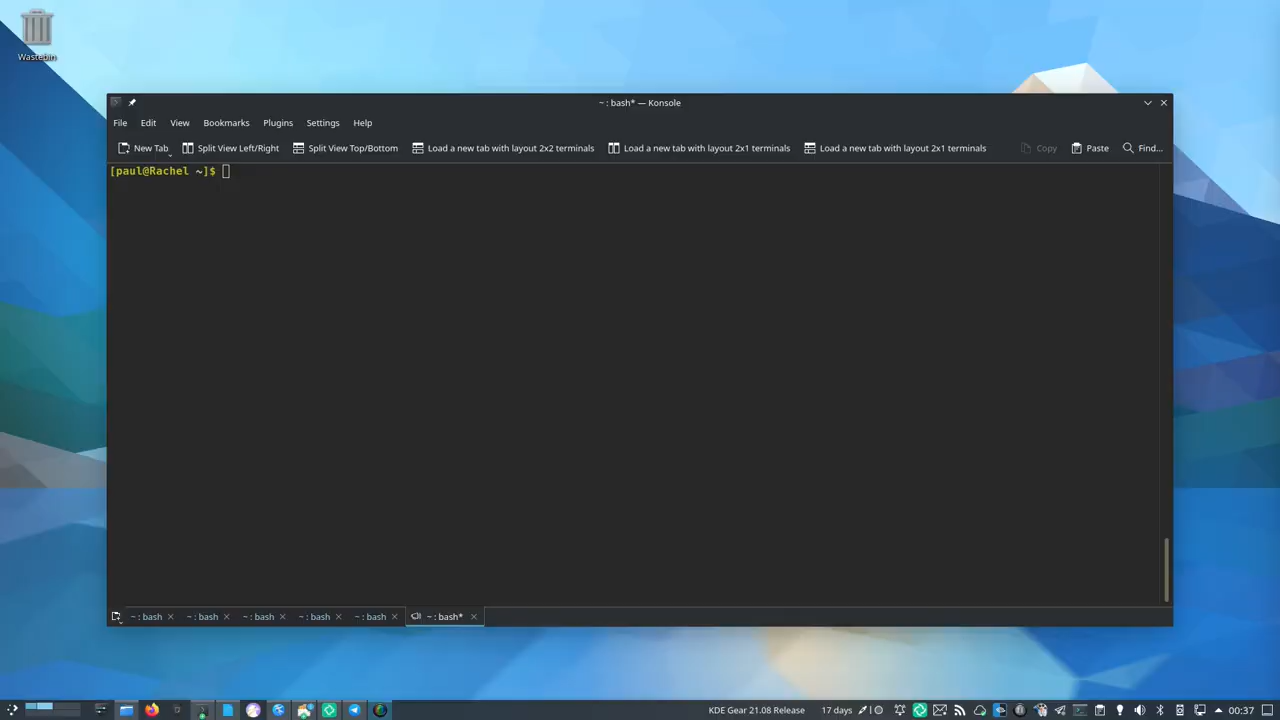 Wastebin
~ : bash* — Konsole
File Edit View Bookmarks Plugins Settings Help
New Tab Split View Left/Right Split View Top/Bottom Load a new tab with layout 2x2 terminals Load a new tab with layout 2x1 terminals Load a new tab with layout 2x1 terminals Copy Paste Find...
[paul@Rachel ~]$
~ : bash ~ : bash ~ : bash ~ : bash ~ : bash ~ : bash*
KDE Gear 21.08 Release 17 days 00:37